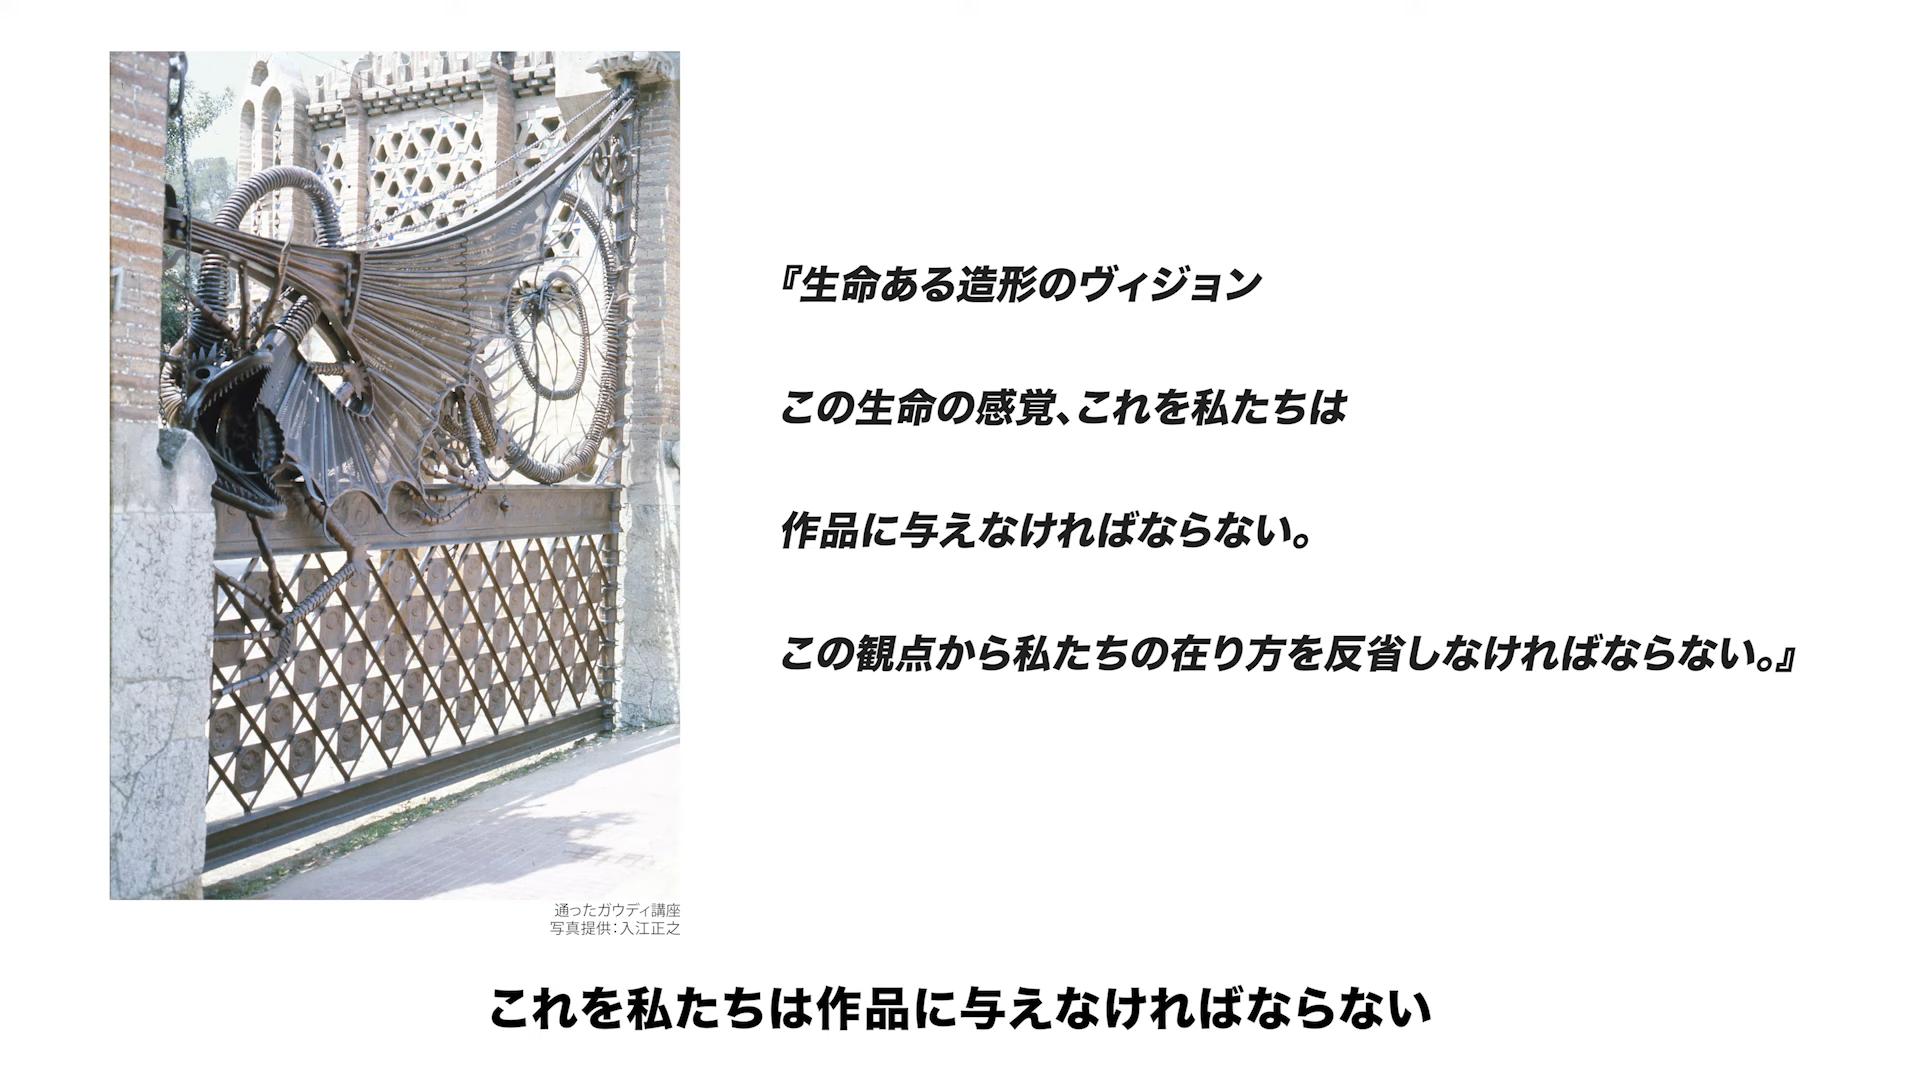 『生命ある造形のヴィジョン
この生命の感覚、これを私たちは
作品に与えなければならない。
この観点から私たちの在り方を反省しなければならない。』
通ったガウディ講座
写真提供：入江正之
これを私たちは作品に与えなければならない